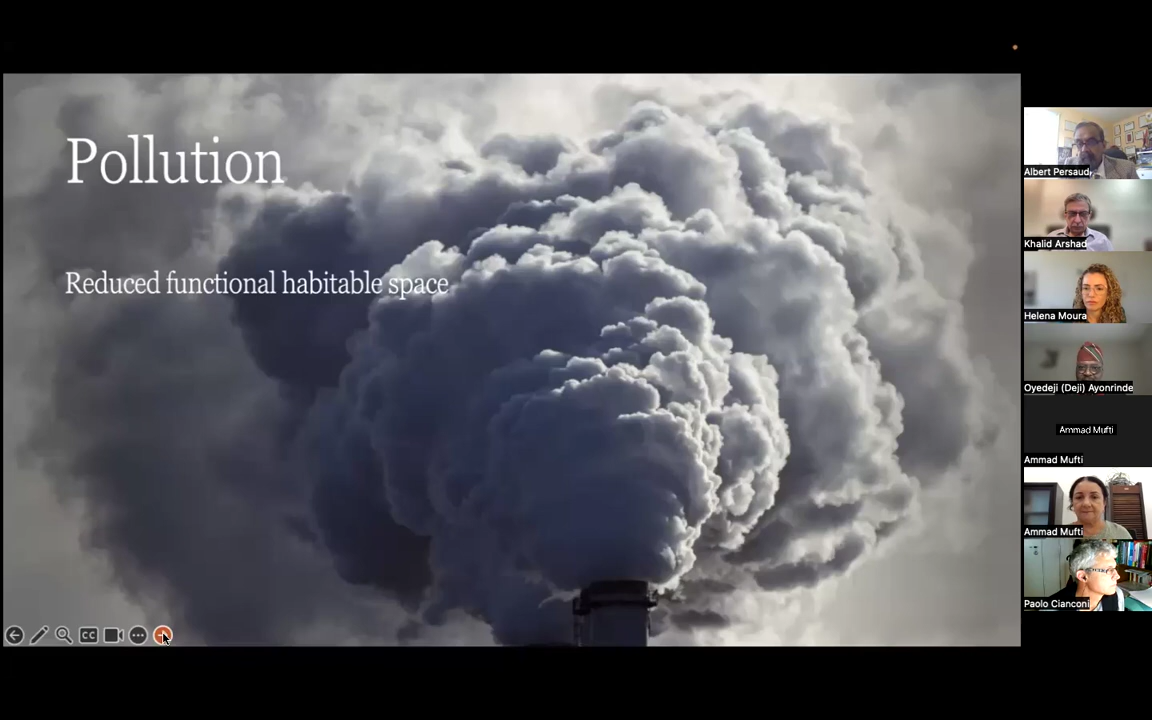 Pollution
Reduced functional habitable space
CC
Albert Persaud
Khalid Arshad
Helena Moura
Oyedeji (Deji) Ayonrinde
Ammad Mufti
Ammad Mufti
Ammad Mufti
Paolo Cianconi